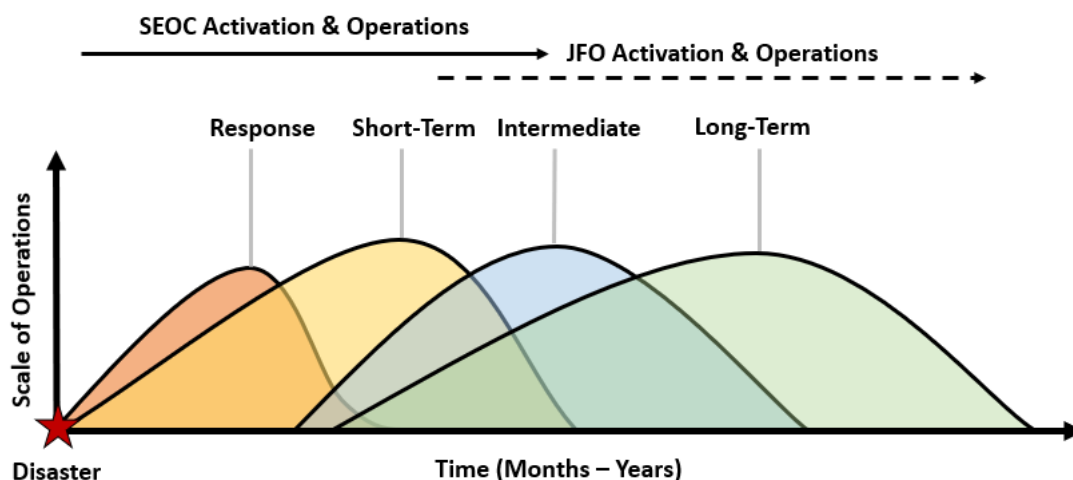 SEOC Activation & Operations
JFO Activation & Operations
Response
Short-Term
Intermediate
Long-Term
Scale of Operations
Disaster
Time (Months – Years)